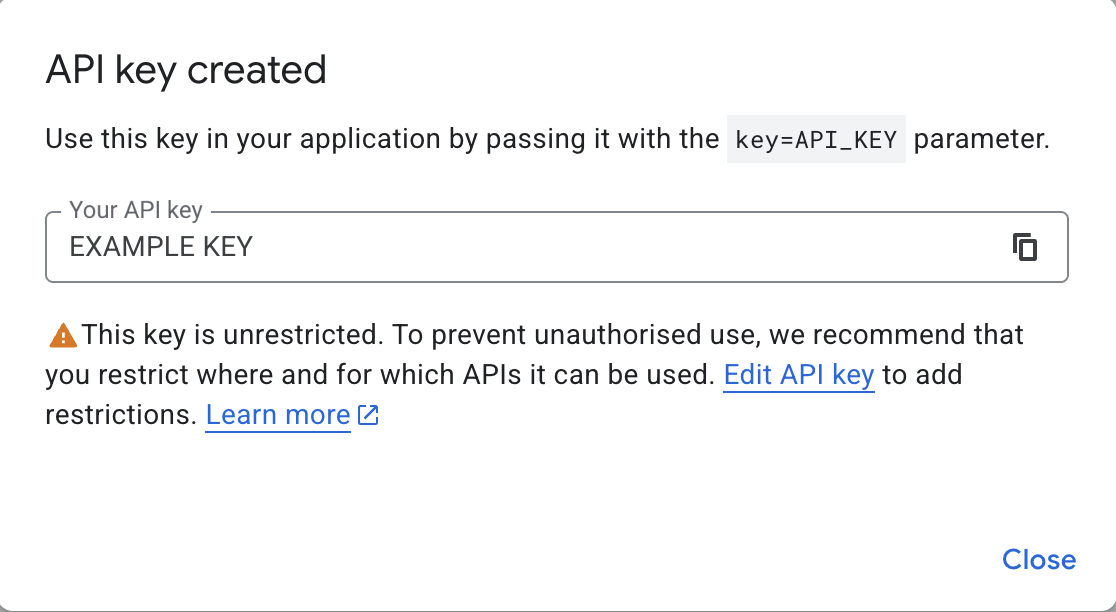 API key created
Use this key in your application by passing it with the key=API_KEY parameter.
Your API key
EXAMPLE KEY
This key is unrestricted. To prevent unauthorised use, we recommend that
you restrict where and for which APIs it can be used. Edit API key to add
restrictions. Learn more
Close